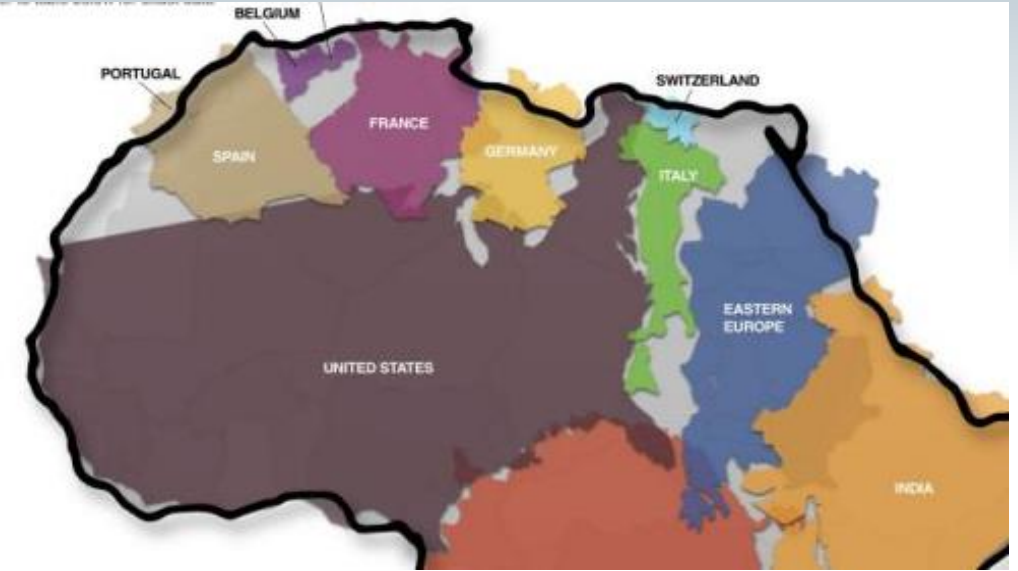 BELGIUM
PORTUGAL
SWITZERLAND
FRANCE
SPAIN
GERMANY
ITALY
EASTERN
EUROPE
UNITED STATES
INDIA